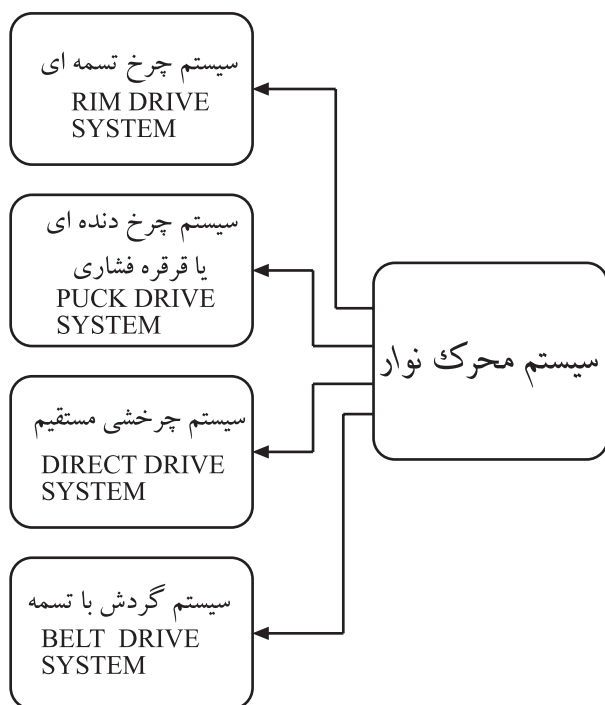 سیستم چرخ تسمه ای
RIM DRIVE
SYSTEM
سیستم چرخ دنده ای
یا قرقره فشاری
PUCK DRIVE
SYSTEM
سیستم محرک نوار
سیستم چرخشی مستقیم
DIRECT DRIVE
SYSTEM
سیستم گردش با تسمه
BELT DRIVE
SYSTEM